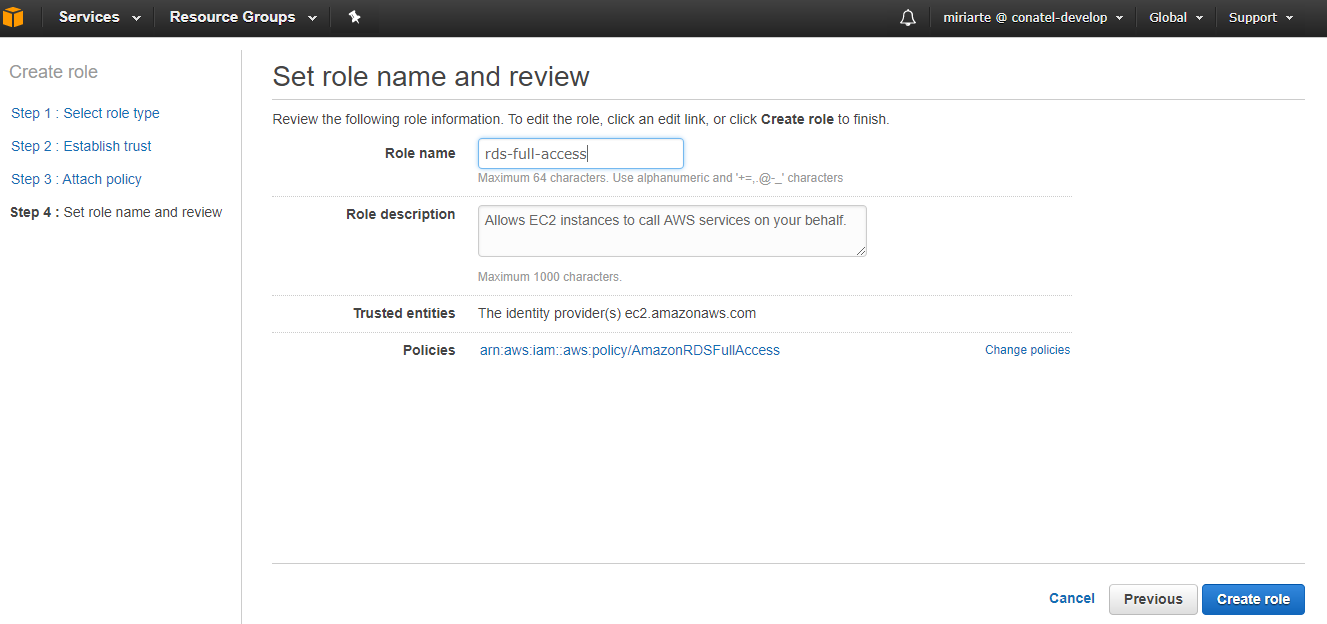 Services Resource Groups miriarte @ conatel-develop Global Support
Create role
Step 1 : Select role type
Step 2 : Establish trust
Step 3 : Attach policy
Step 4 : Set role name and review
Set role name and review
Review the following role information. To edit the role, click an edit link, or click Create role to finish.
Role name rds-full-access
Maximum 64 characters. Use alphanumeric and '+=,.@-_' characters
Role description Allows EC2 instances to call AWS services on your behalf.
Maximum 1000 characters.
Trusted entities The identity provider(s) ec2.amazonaws.com
Policies arn:aws:iam::aws:policy/AmazonRDSFullAccess Change policies
Cancel Previous Create role